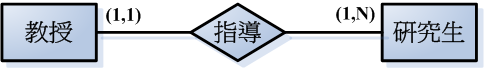 教授 (1,1) 指導 (1,N) 研究生